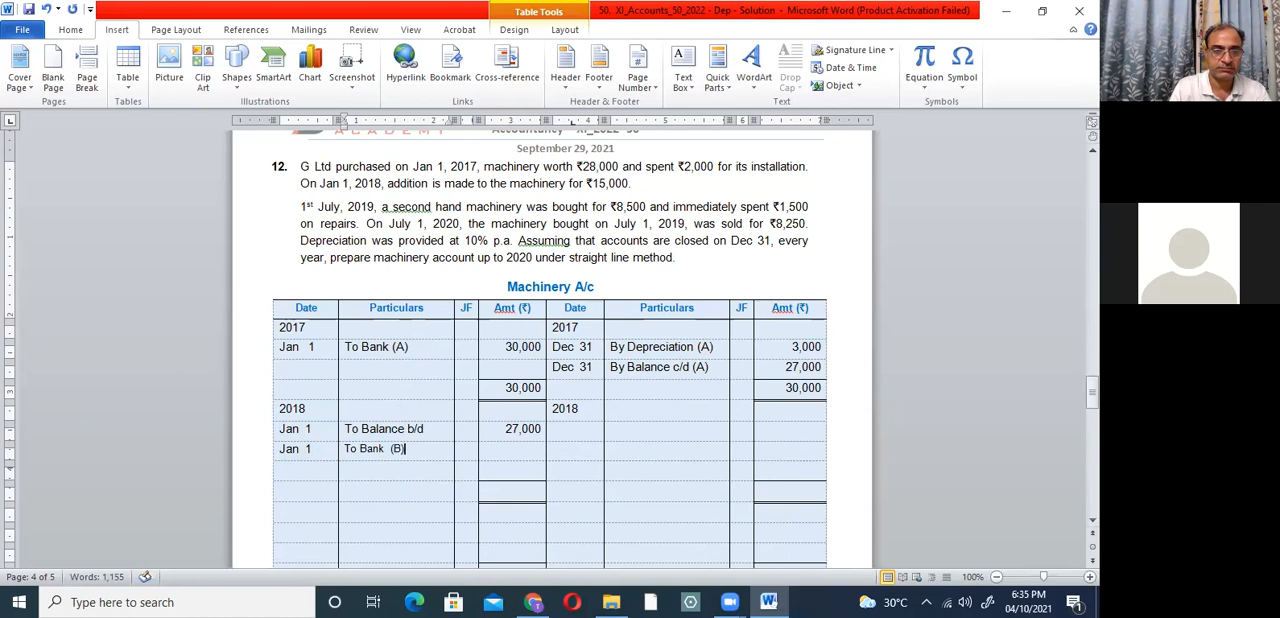 Table Tools
50. XI_Accounts_50_2022 - Dep - Solution - Microsoft Word (Product Activation Failed)
File Home Insert Page Layout References Mailings Review View Acrobat Design Layout
Cover Page Blank Page Page Break Table Picture Clip Art Shapes SmartArt Chart Screenshot Hyperlink Bookmark Cross-reference Header Footer Page Number Text Box Quick Parts WordArt Drop Cap Signature Line Date & Time Object Equation Symbol
Pages Tables Illustrations Links Header & Footer Text Symbols
September 29, 2021
12. G Ltd purchased on Jan 1, 2017, machinery worth ₹28,000 and spent ₹2,000 for its installation.
On Jan 1, 2018, addition is made to the machinery for ₹15,000.
1st July, 2019, a second hand machinery was bought for ₹8,500 and immediately spent ₹1,500
on repairs. On July 1, 2020, the machinery bought on July 1, 2019, was sold for ₹8,250.
Depreciation was provided at 10% p.a. Assuming that accounts are closed on Dec 31, every
year, prepare machinery account up to 2020 under straight line method.
Machinery A/c
Date Particulars JF Amt (₹) Date Particulars JF Amt (₹)
2017 2017
Jan 1 To Bank (A) 30,000 Dec 31 By Depreciation (A) 3,000
Dec 31 By Balance c/d (A) 27,000
30,000 30,000
2018 2018
Jan 1 To Balance b/d 27,000
Jan 1 To Bank (B)
Page: 4 of 5 Words: 1,155 100%
Type here to search 30°C 6:35 PM
04/10/2021